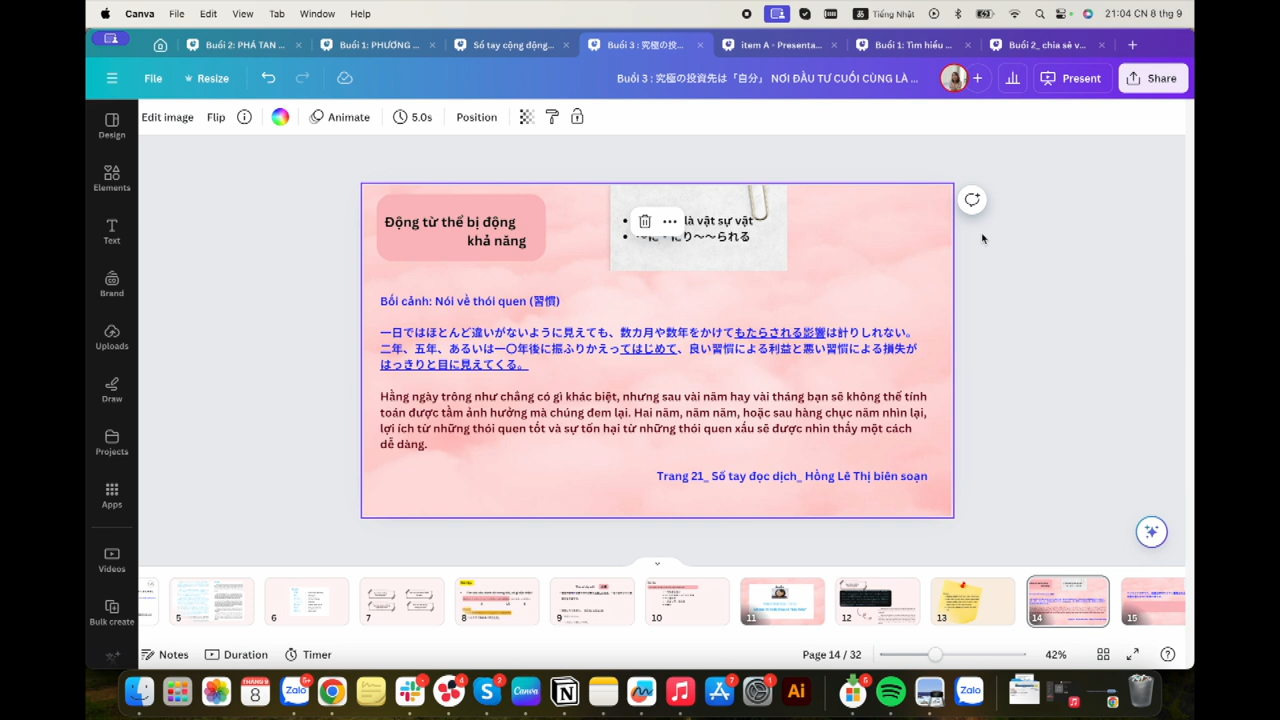 Canva File Edit View Tab Window Help
Tiếng Nhật 21:04 CN 8 thg 9
Buổi 2: PHÁ TAN ... Buổi 1: PHƯƠNG ... Sổ tay cộng động... Buổi 3 : 究極の投... item A - Presenta... Buổi 1: Tìm hiểu ... Buổi 2_ chia sẻ v...
File Resize Buổi 3 : 究極の投資先は「自分」 NƠI ĐẦU TƯ CUỐI CÙNG LÀ ... Present Share
Edit image Flip Animate 5.0s Position
Design
Elements
Text
Brand
Uploads
Draw
Projects
Apps
Videos
Bulk create
Động từ thể bị động
khả năng
là vật sự vật
にり〜〜られる
Bối cảnh: Nói về thói quen (習慣)
一日ではほとんど違いがないように見えても、数カ月や数年をかけてもたらされる影響は計りしれない。
二年、五年、あるいは一〇年後に振ふりかえってはじめて、良い習慣による利益と悪い習慣による損失が
はっきりと目に見えてくる。
Hằng ngày trông như chẳng có gì khác biệt, nhưng sau vài năm hay vài tháng bạn sẽ không thể tính
toán được tầm ảnh hưởng mà chúng đem lại. Hai năm, năm năm, hoặc sau hàng chục năm nhìn lại,
lợi ích từ những thói quen tốt và sự tổn hại từ những thói quen xấu sẽ được nhìn thấy một cách
dễ dàng.
Trang 21_ Sổ tay đọc dịch_ Hồng Lê Thị biên soạn
5 6 7 8 9 10 11 12 13 14 15
Notes Duration Timer Page 14 / 32 42%
THÁNG 9
8
Zalo
Canva
Ai
Zalo